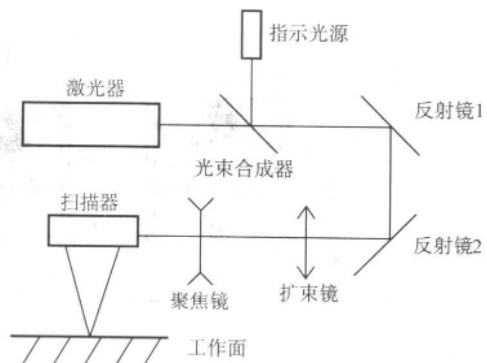 指示光源
激光器
反射镜1
光束合成器
扫描器
反射镜2
聚焦镜
扩束镜
工作面